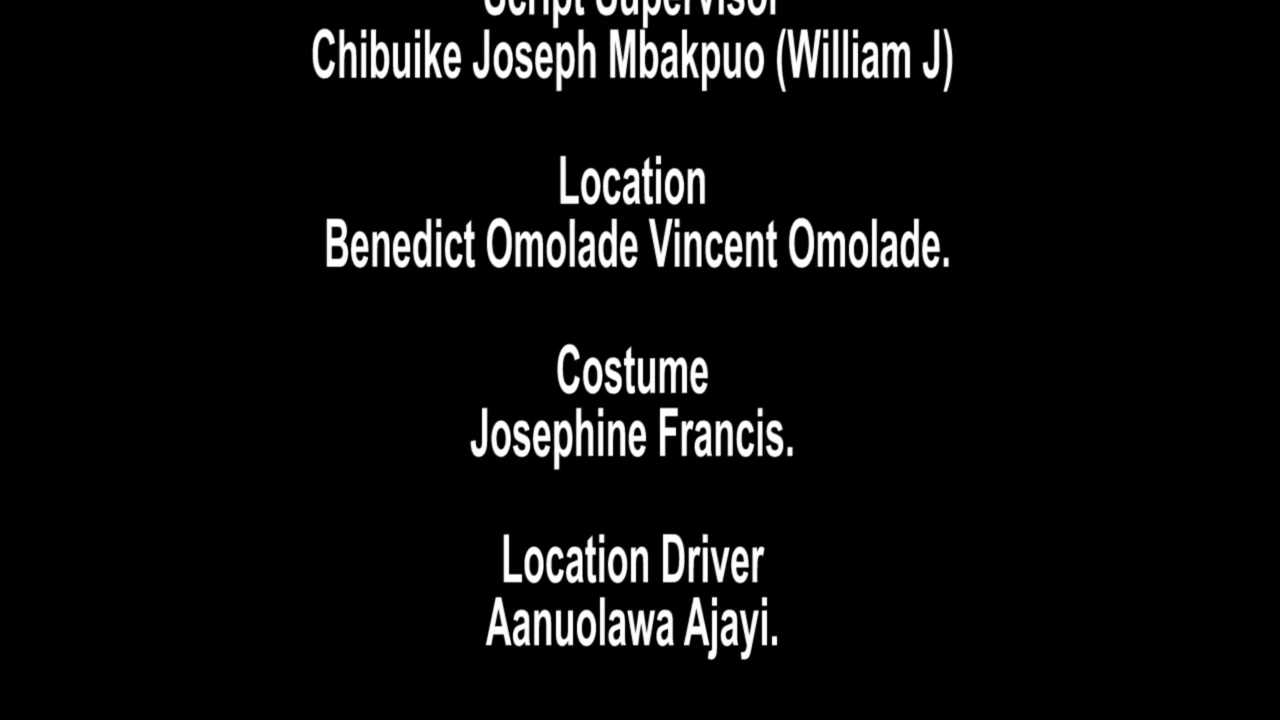 Script Supervisor
Chibuike Joseph Mbakpuo (William J)
Location
Benedict Omolade Vincent Omolade.
Costume
Josephine Francis.
Location Driver
Aanuolawa Ajayi.